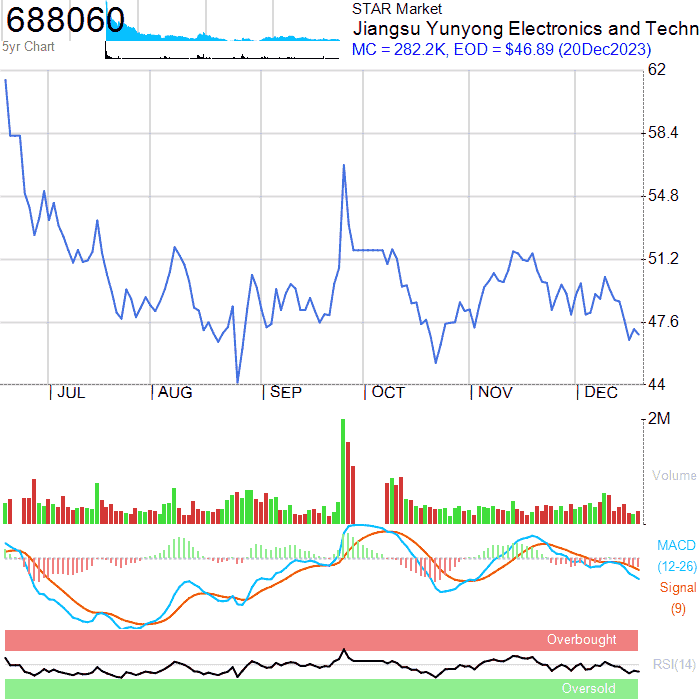 688060
5yr Chart
STAR Market
Jiangsu Yunyong Electronics and Techn
MC = 282.2K, EOD = $46.89 (20Dec2023)
62
58.4
54.8
51.2
47.6
44
JUL AUG SEP OCT NOV DEC
2M
Volume
MACD
(12-26)
Signal
(9)
Overbought
RSI(14)
Oversold